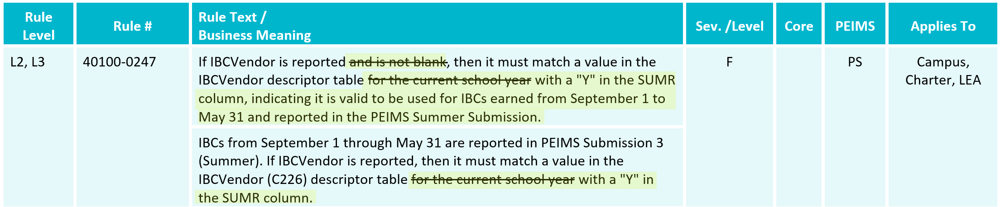 Rule
Level
Rule #
Rule Text /
Business Meaning
Sev. /Level
Core
PEIMS
Applies To
L2, L3
40100-0247
If IBCVendor is reported and is not blank, then it must match a value in the
IBCVendor descriptor table for the current school year with a "Y" in the SUMR
column, indicating it is valid to be used for IBCs earned from September 1 to
May 31 and reported in the PEIMS Summer Submission.
IBCs from September 1 through May 31 are reported in PEIMS Submission 3
(Summer). If IBCVendor is reported, then it must match a value in the
IBCVendor (C226) descriptor table for the current school year with a "Y" in
the SUMR column.
F
PS
Campus,
Charter, LEA